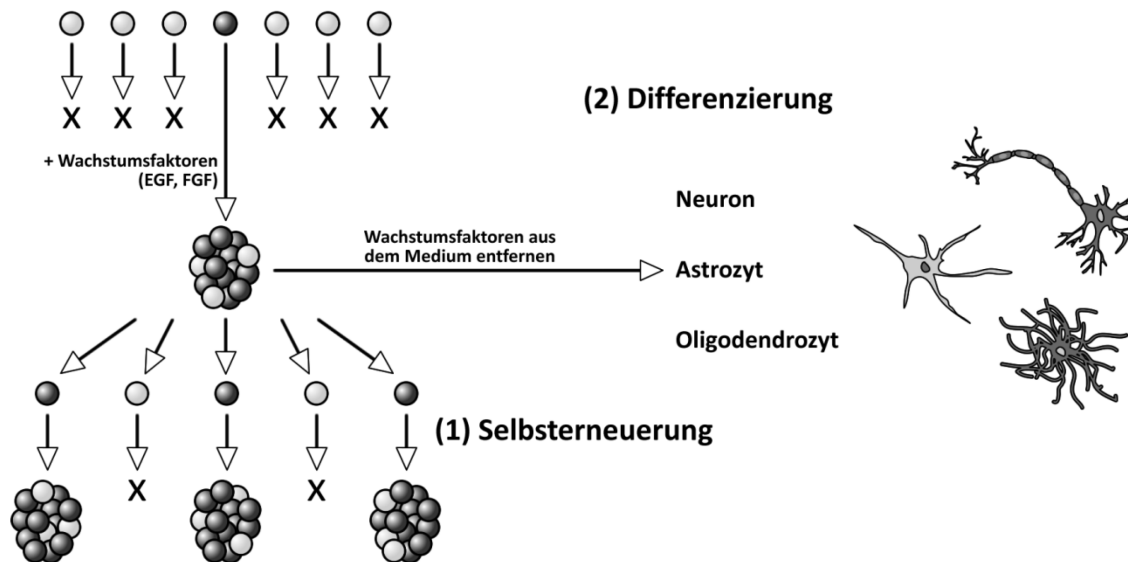 X X X X X X
(2) Differenzierung
+ Wachstumsfaktoren
(EGF, FGF)
Neuron
Wachstumsfaktoren aus
dem Medium entfernen
Astrozyt
Oligodendrozyt
(1) Selbsterneuerung
X X